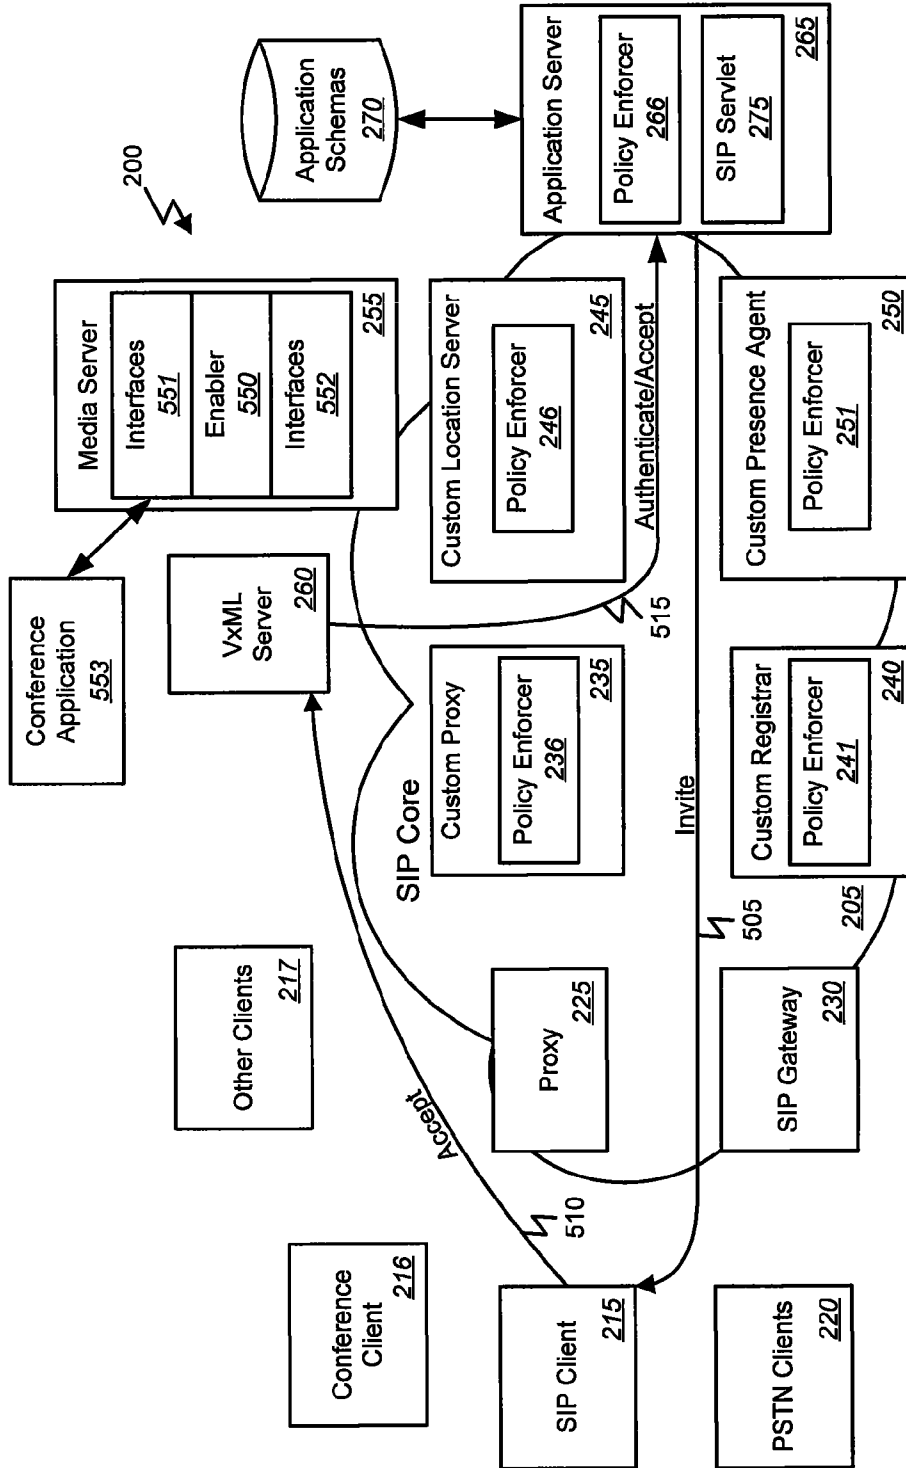 200
Conference
Application
553
Media Server
Interfaces
551
Enabler
550
Interfaces
552
255
Application
Schemas
270
Other Clients
217
VxML
Server
260
Conference
Client
216
Accept
510
SIP Core
SIP Client
215
Proxy
225
Custom Proxy
Policy Enforcer
236
235
Custom Location Server
Policy Enforcer
246
245
Application Server
Policy Enforcer
266
SIP Servlet
275
265
515
Authenticate/Accept
Invite
505
PSTN Clients
220
SIP Gateway
230
205
Custom Registrar
Policy Enforcer
241
240
Custom Presence Agent
Policy Enforcer
251
250